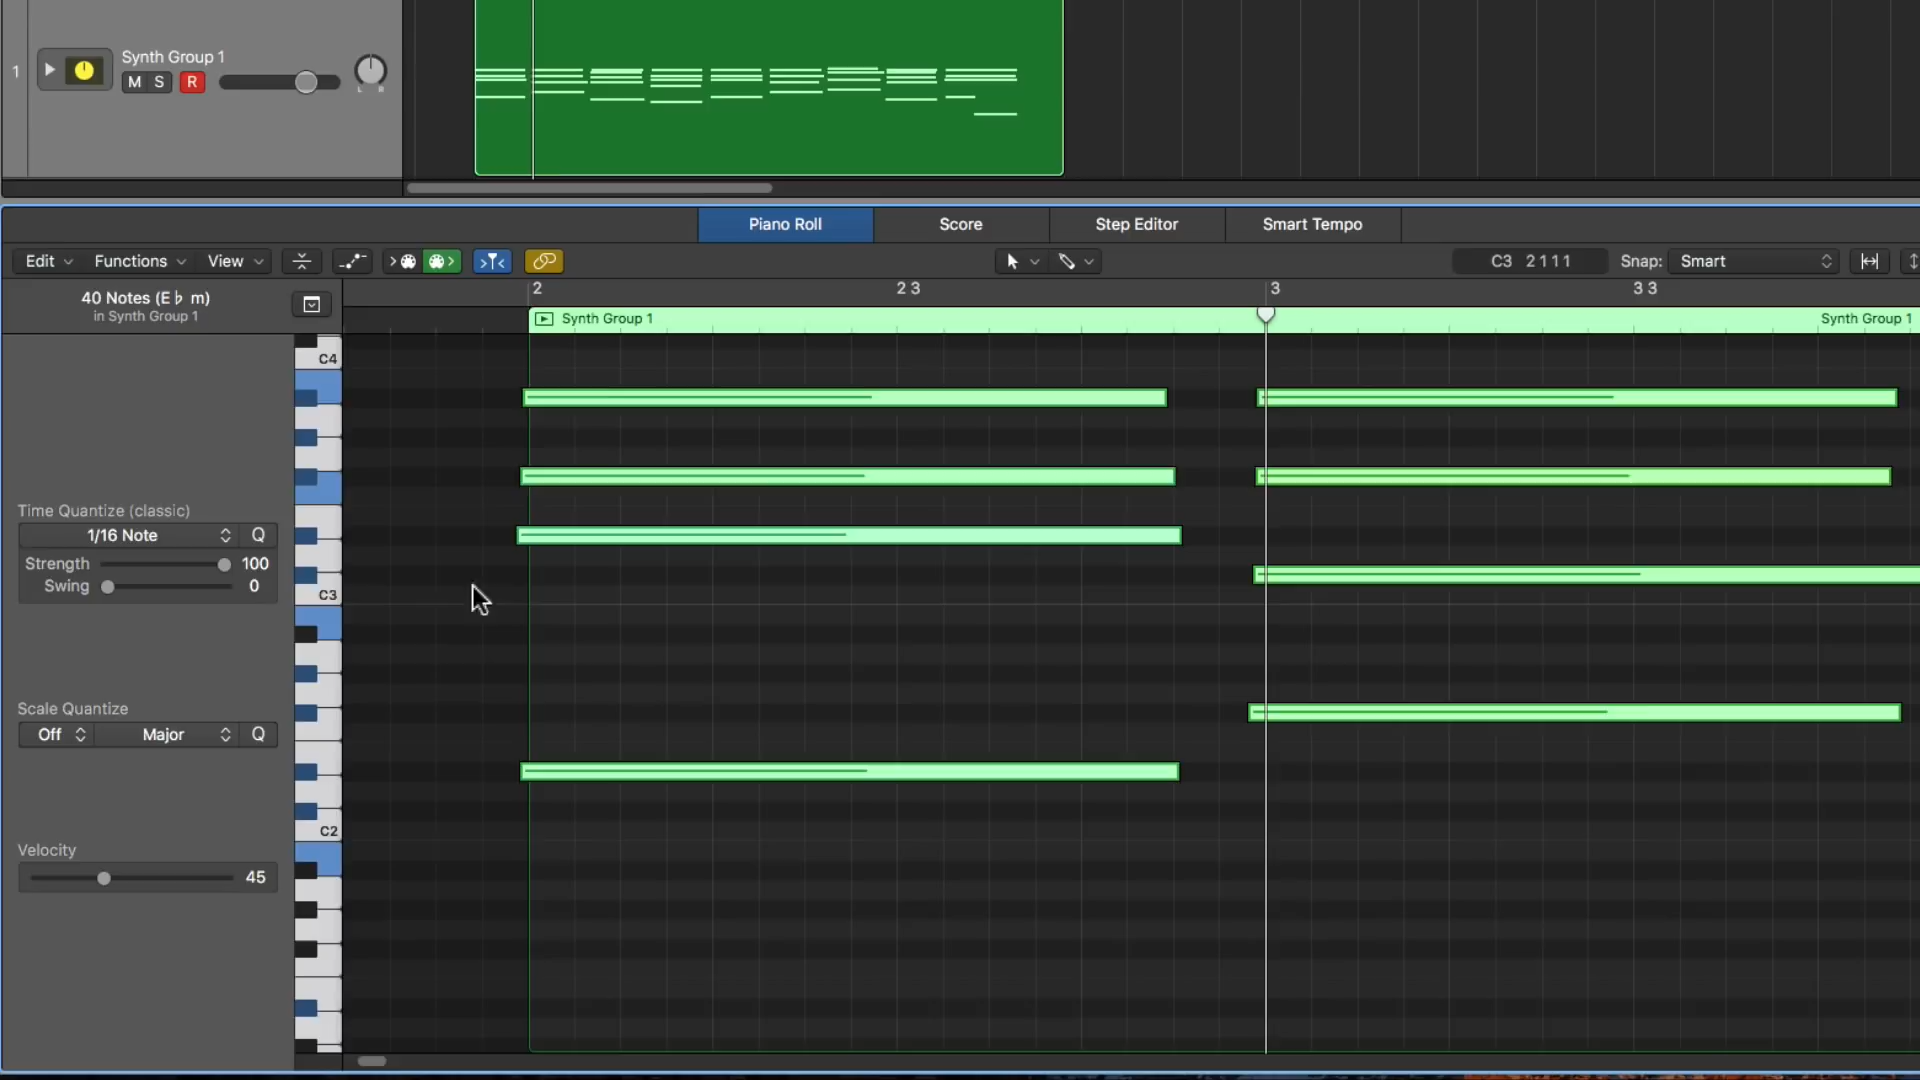 1
Synth Group 1
M S R
L R
Piano Roll
Score
Step Editor
Smart Tempo
Edit
Functions
View
C3 2 1 1 1
Snap:
Smart
40 Notes (E♭ m)
in Synth Group 1
2
2 3
3
3 3
Synth Group 1
Synth Group 1
C4
Time Quantize (classic)
1/16 Note
Q
Strength
100
Swing
0
C3
Scale Quantize
Off
Major
Q
C2
Velocity
45